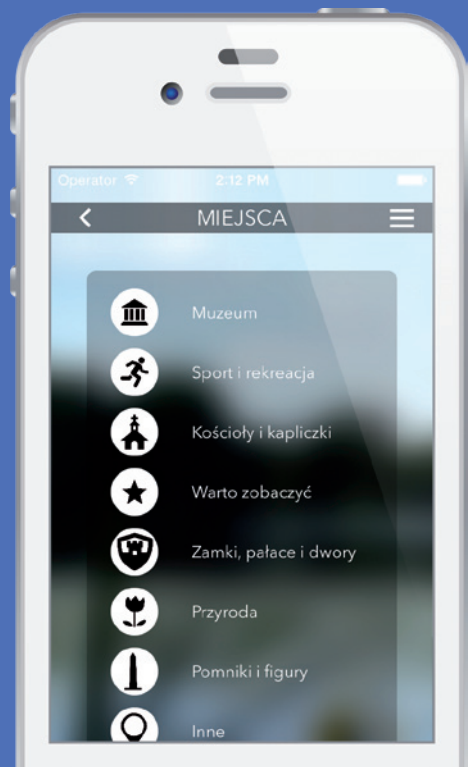 Operator 2:12 PM
MIEJSCA
Muzeum
Sport i rekreacja
Kościoły i kapliczki
Warto zobaczyć
Zamki, pałace i dwory
Przyroda
Pomniki i figury
Inne